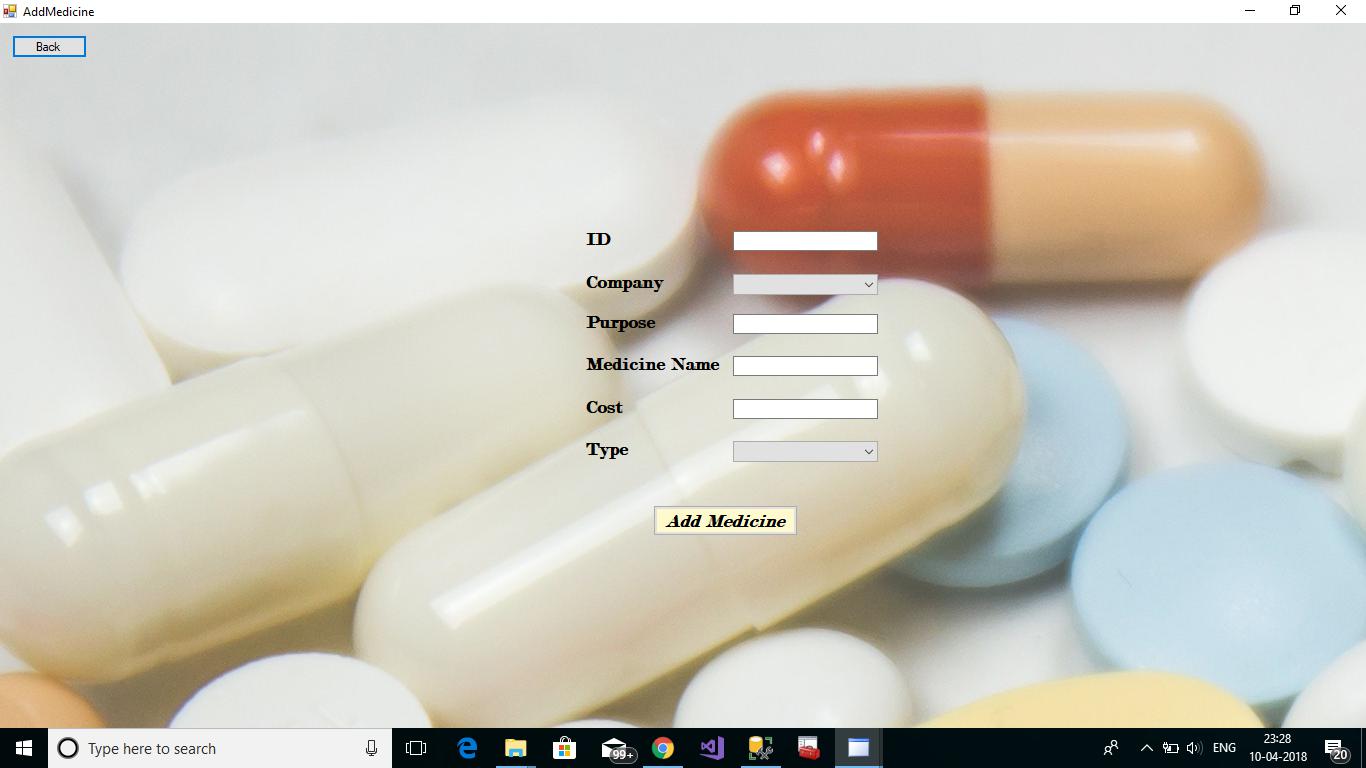 AddMedicine
Back
ID
Company
Purpose
Medicine Name
Cost
Type
Add Medicine
Type here to search
99+
ENG
23:28
10-04-2018
20